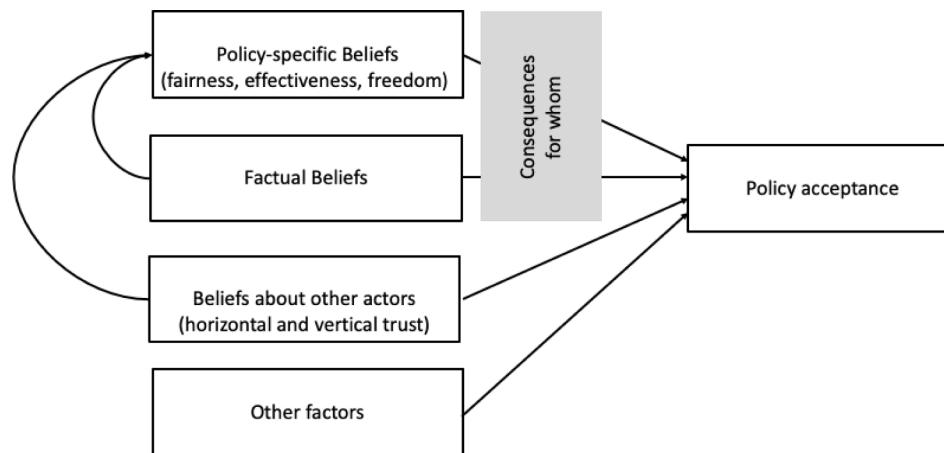 Policy-specific Beliefs
(fairness, effectiveness, freedom)
Consequences
for whom
Factual Beliefs
Policy acceptance
Beliefs about other actors
(horizontal and vertical trust)
Other factors